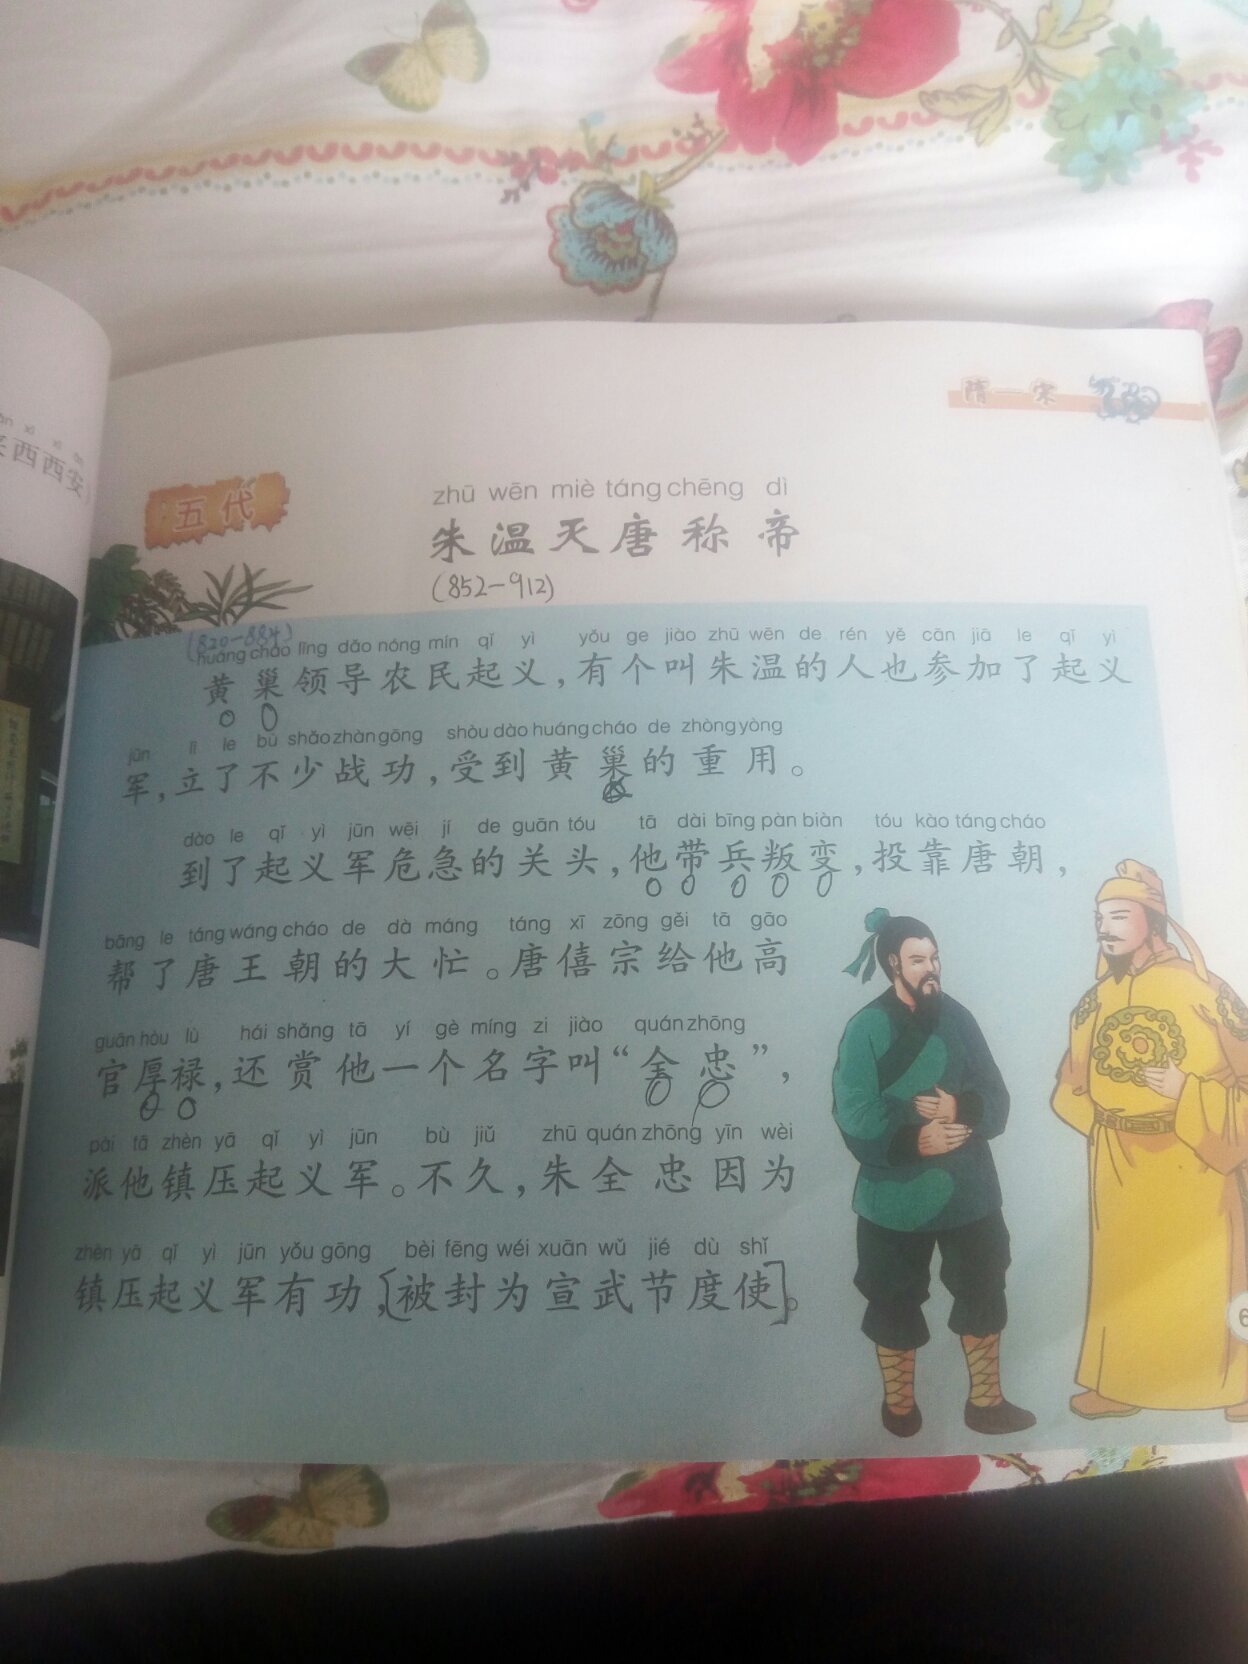 西西安)
隋—宋
五代
zhū wēn miè táng chēng dì
朱温灭唐称帝
(852-912)
(820-884)
huáng cháo lǐng dǎo nóng mín qǐ yì yǒu ge jiào zhū wēn de rén yě cān jiā le qǐ yì
黄巢领导农民起义,有个叫朱温的人也参加了起义
jūn lì le bù shǎo zhàn gōng shòu dào huáng cháo de zhòng yòng
军,立了不少战功,受到黄巢的重用。
dào le qǐ yì jūn wēi jí de guān tóu tā dài bīng pàn biàn tóu kào táng cháo
到了起义军危急的关头,他带兵叛变,投靠唐朝,
bāng le táng wáng cháo de dà máng táng xī zōng gěi tā gāo
帮了唐王朝的大忙。唐僖宗给他高
guān hòu lù hái shǎng tā yí gè míng zi jiào quán zhōng
官厚禄,还赏他一个名字叫“全忠”,
pài tā zhèn yā qǐ yì jūn bù jiǔ zhū quán zhōng yīn wèi
派他镇压起义军。不久,朱全忠因为
zhèn yā qǐ yì jūn yǒu gōng bèi fēng wéi xuān wǔ jié dù shǐ
镇压起义军有功,[被封为宣武节度使]。
6